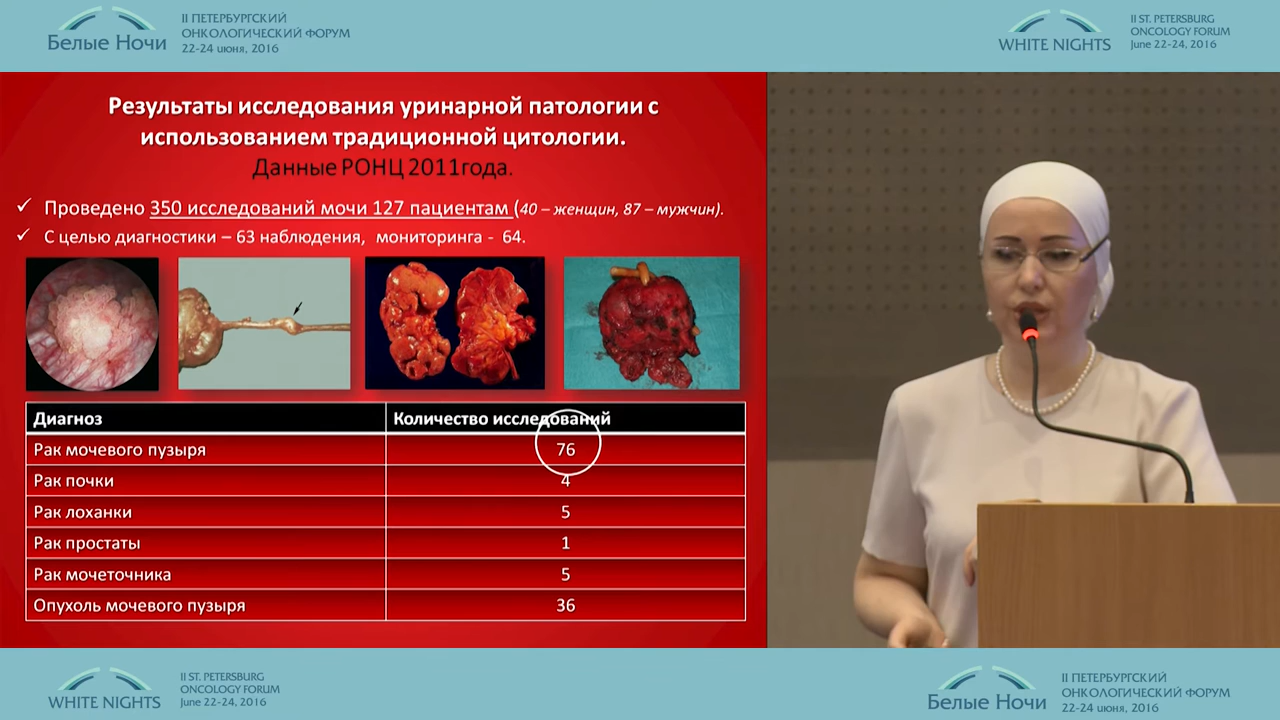 Белые Ночи
II ПЕТЕРБУРГСКИЙ
ОНКОЛОГИЧЕСКИЙ ФОРУМ
22-24 июня, 2016
WHITE NIGHTS
II ST. PETERSBURG
ONCOLOGY FORUM
June 22-24, 2016
Результаты исследования уринарной патологии с
использованием традиционной цитологии.
Данные РОНЦ 2011года.
✓ Проведено 350 исследований мочи 127 пациентам (40 – женщин, 87 – мужчин).
✓ С целью диагностики – 63 наблюдения, мониторинга - 64.
Диагноз Количество исследований
Рак мочевого пузыря 76
Рак почки 4
Рак лоханки 5
Рак простаты 1
Рак мочеточника 5
Опухоль мочевого пузыря 36
WHITE NIGHTS
II ST. PETERSBURG
ONCOLOGY FORUM
June 22-24, 2016
Белые Ночи
II ПЕТЕРБУРГСКИЙ
ОНКОЛОГИЧЕСКИЙ ФОРУМ
22-24 июня, 2016